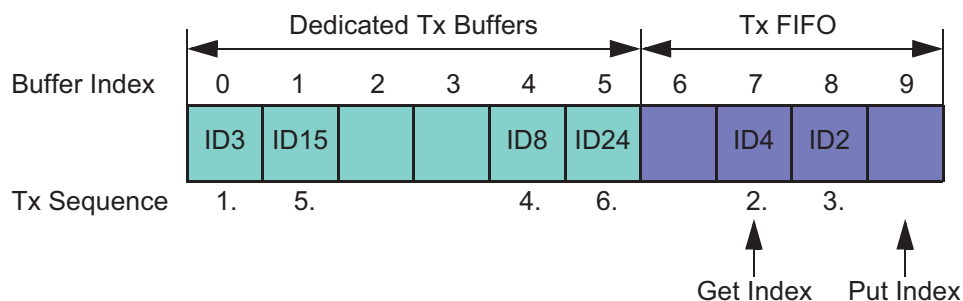 Dedicated Tx Buffers Tx FIFO
Buffer Index 0 1 2 3 4 5 6 7 8 9
ID3 ID15 ID8 ID24 ID4 ID2
Tx Sequence 1. 5. 4. 6. 2. 3.
Get Index Put Index